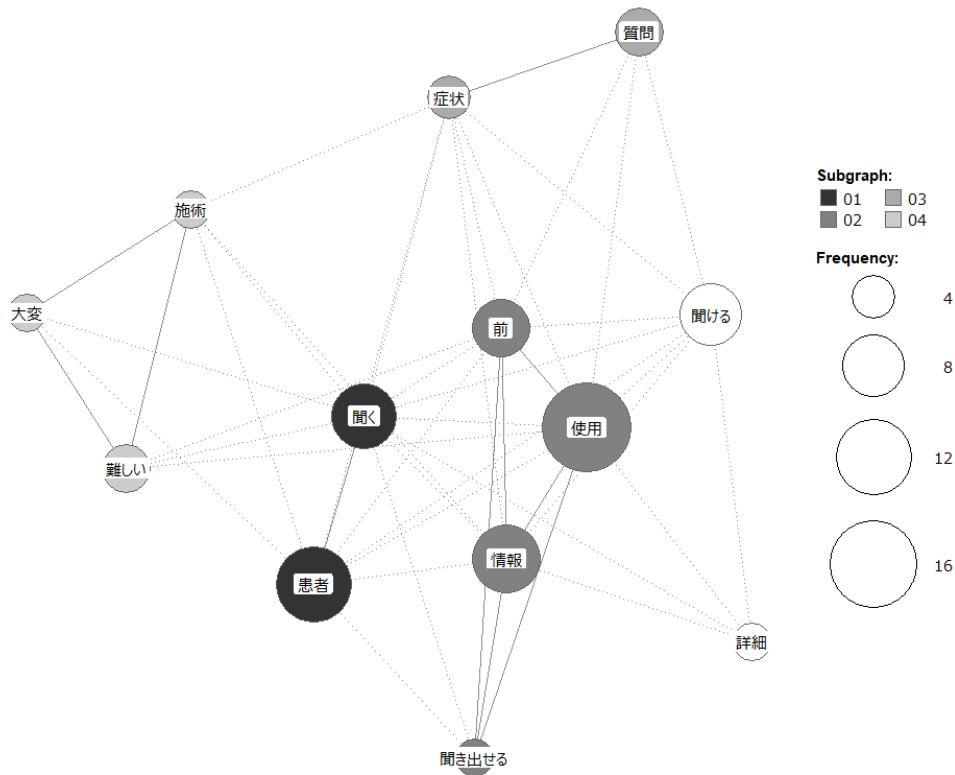 質問
症状
施術
大変
聞ける
前
聞く
使用
難しい
情報
患者
詳細
聞き出せる
Subgraph:
01 03
02 04
Frequency:
4
8
12
16